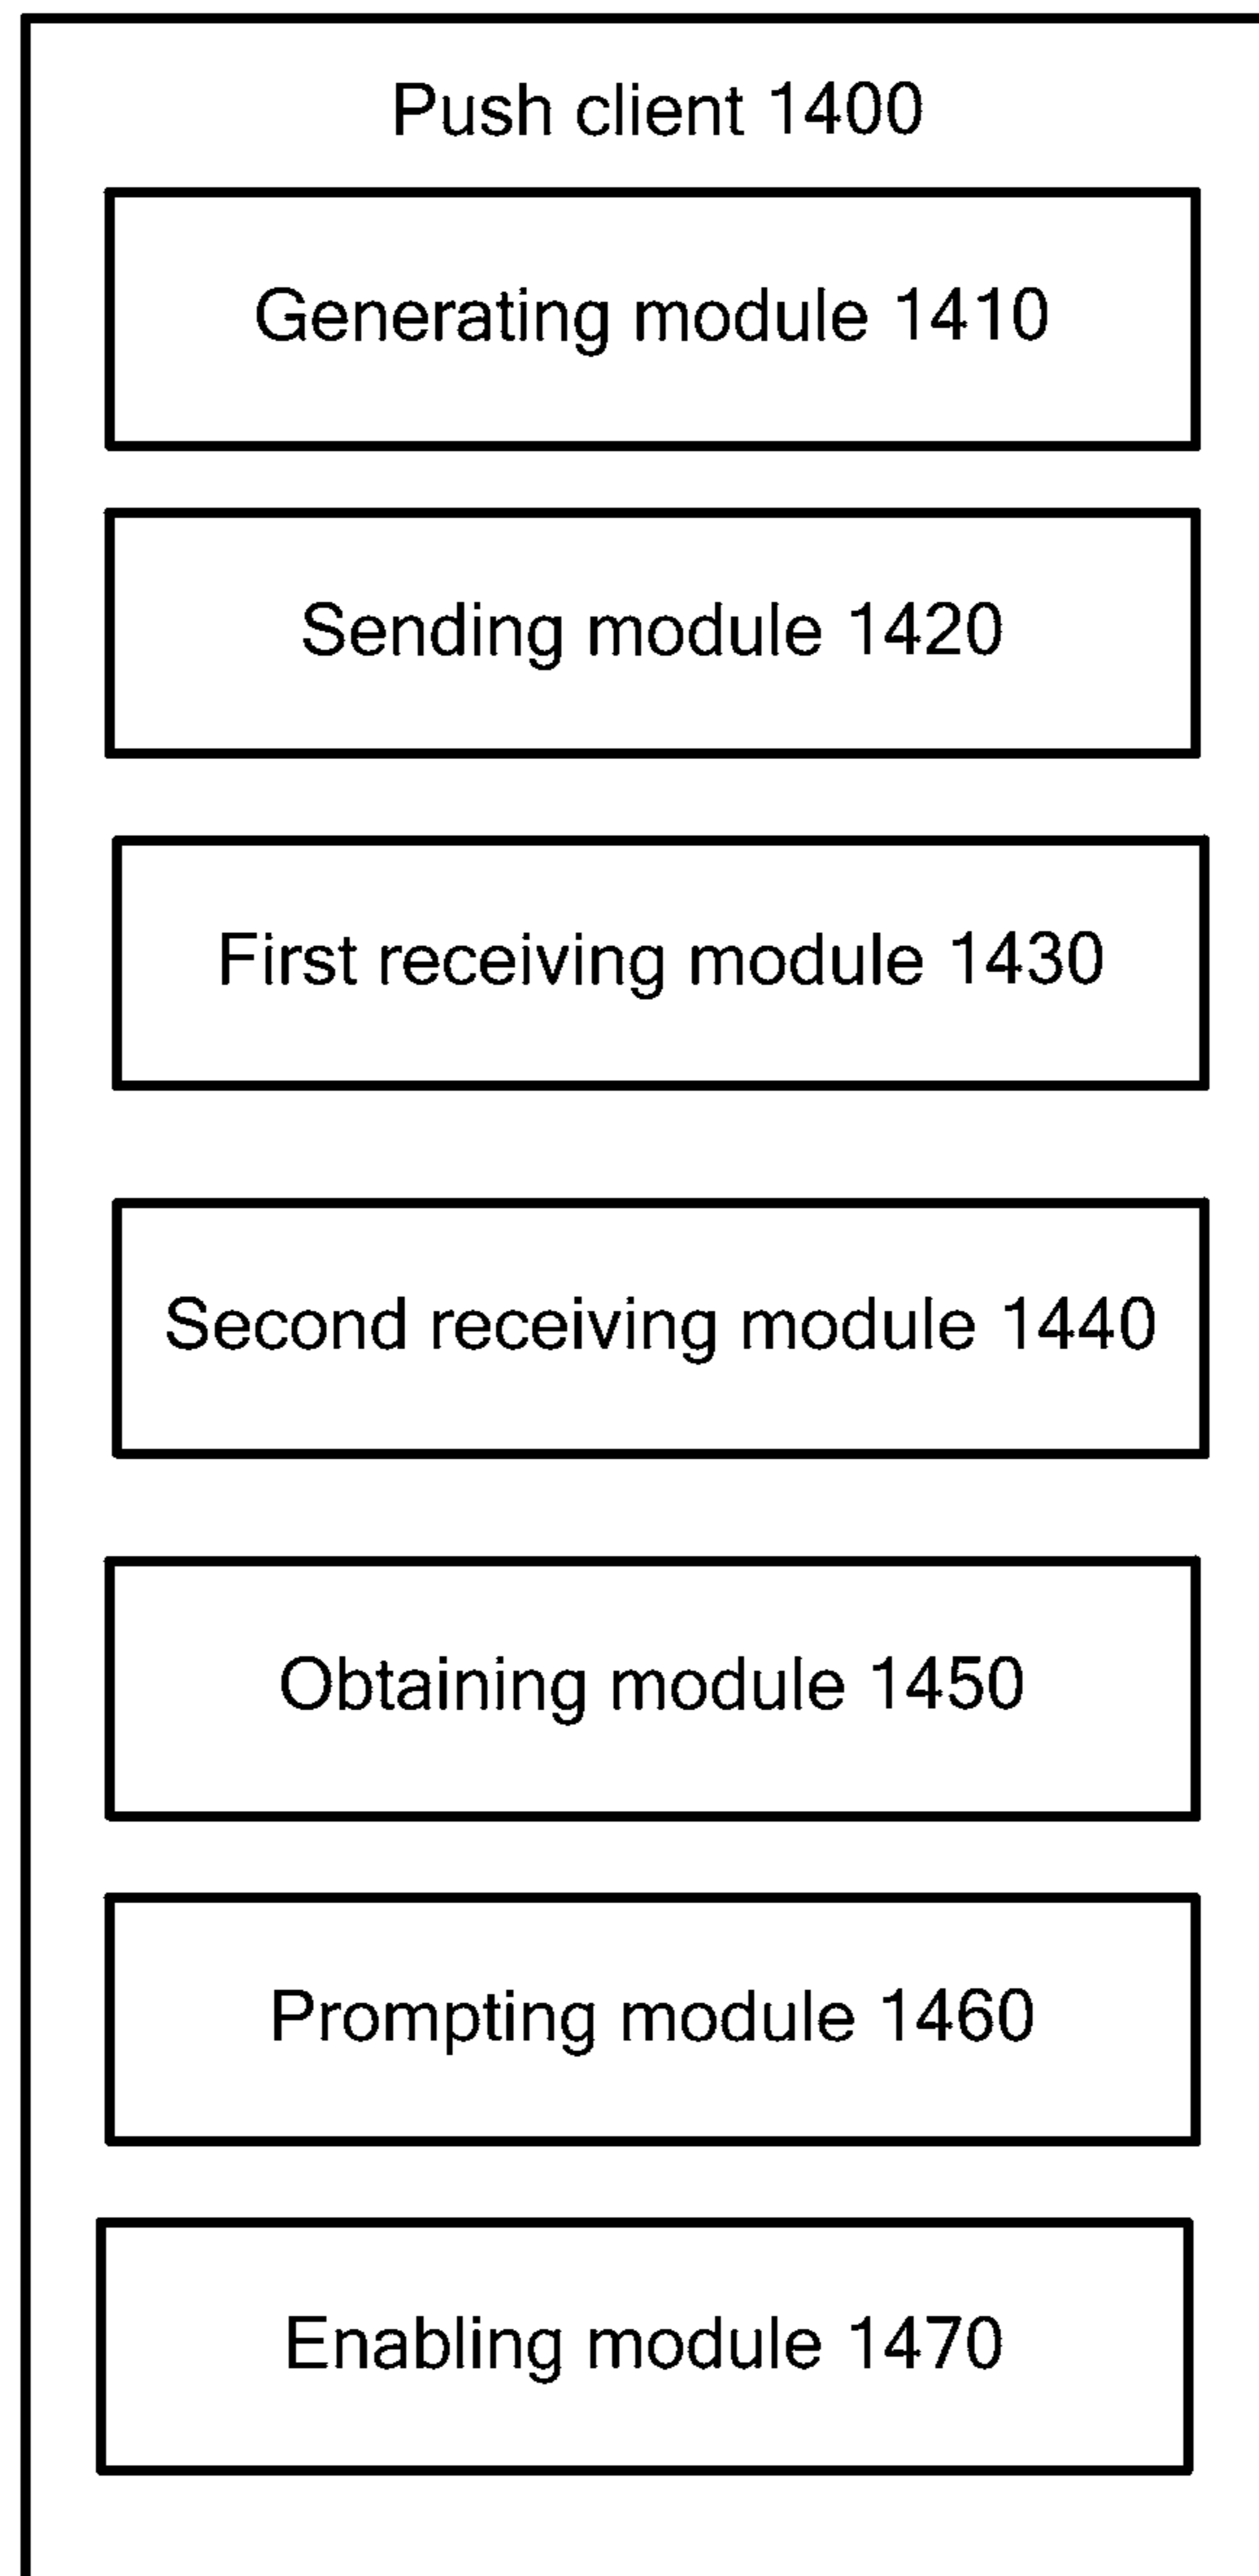 Push client 1400
Generating module 1410
Sending module 1420
First receiving module 1430
Second receiving module 1440
Obtaining module 1450
Prompting module 1460
Enabling module 1470